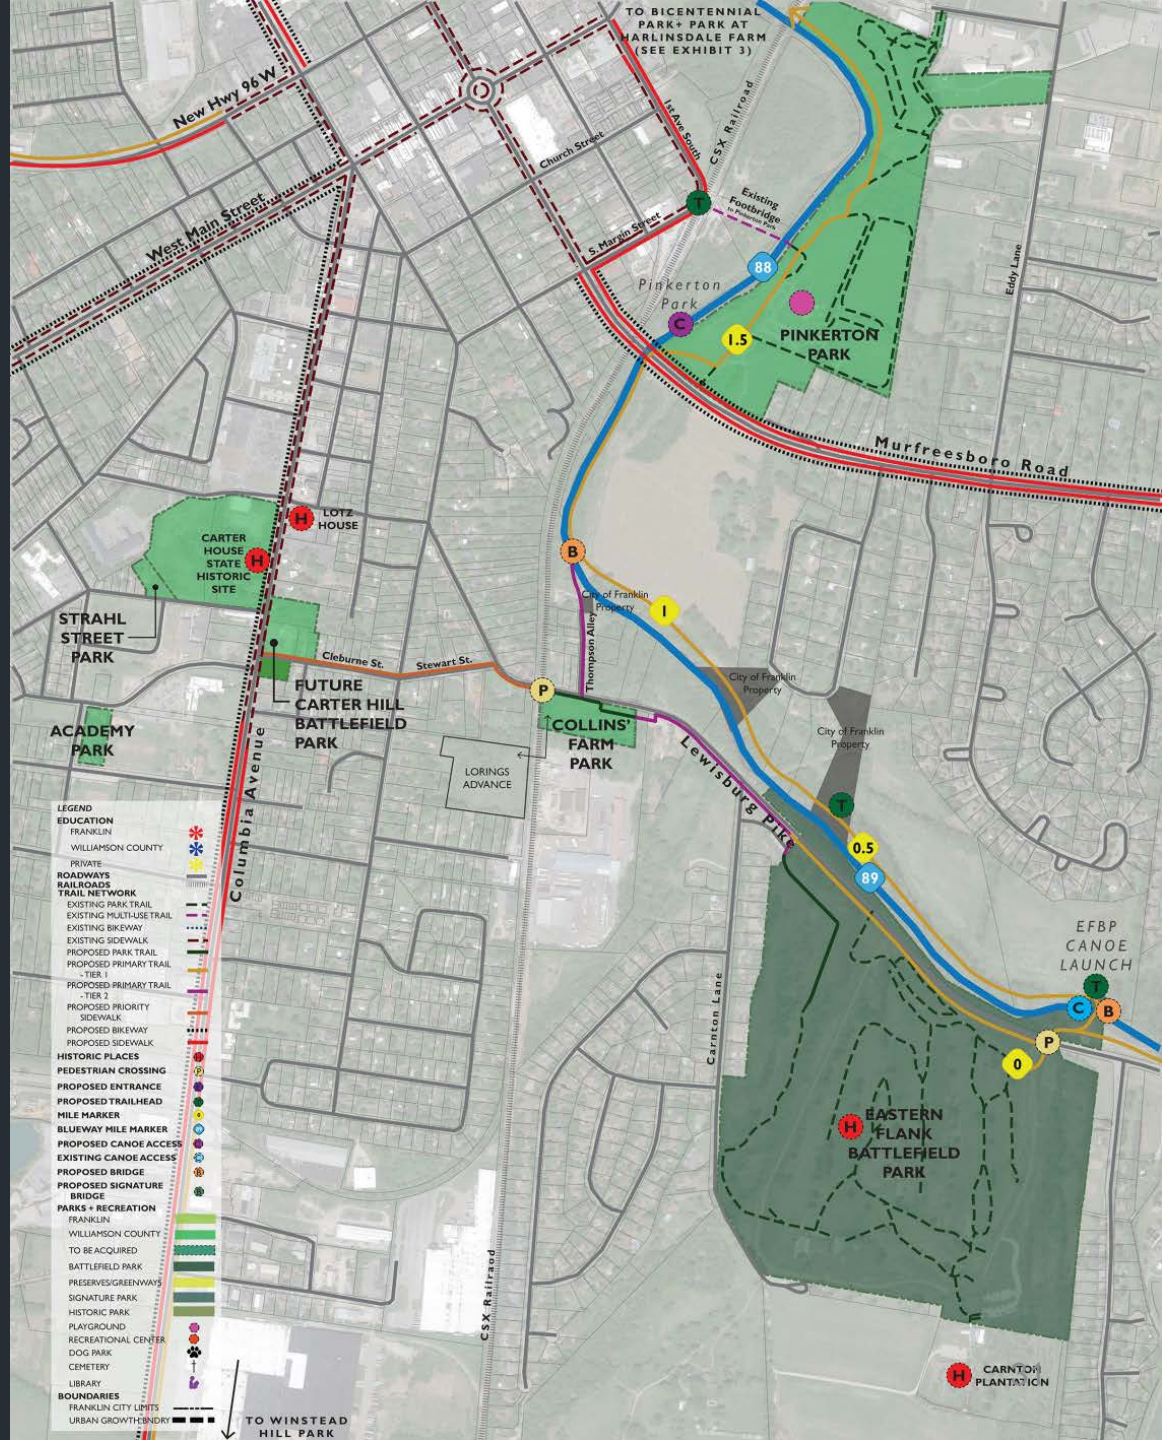 TO BICENTENNIAL
PARK+ PARK AT
HARLINSDALE FARM
(SEE EXHIBIT 3)
New Hwy 96 W
1st Ave South
CSX Railroad
Church Street
Existing
Footbridge
to Pinkerton Park
T
West Main Street
S. Margin Street
88
Eddy Lane
Pinkerton
Park
C
1.5
PINKERTON
PARK
Murfreesboro Road
H
LOTZ
HOUSE
CARTER
HOUSE
STATE
HISTORIC
SITE
H
B
City of Franklin
Property
1
STRAHL
STREET
PARK
Thompson Alley
Cleburne St.
Stewart St.
City of Franklin
Property
FUTURE
CARTER HILL
BATTLEFIELD
PARK
P
ACADEMY
PARK
COLLINS'
FARM
PARK
City of Franklin
Property
LORINGS
ADVANCE
Lewisburg Pike
Columbia Avenue
T
0.5
89
EFBP
CANOE
LAUNCH
T
C
B
P
0
Carnton Lane
H
EASTERN
FLANK
BATTLEFIELD
PARK
CSX Railraod
H
CARNTON
PLANTATION
TO WINSTEAD
HILL PARK
LEGEND
EDUCATION
FRANKLIN
WILLIAMSON COUNTY
PRIVATE
ROADWAYS
RAILROADS
TRAIL NETWORK
EXISTING PARK TRAIL
EXISTING MULTI-USE TRAIL
EXISTING BIKEWAY
EXISTING SIDEWALK
PROPOSED PARK TRAIL
PROPOSED PRIMARY TRAIL
- TIER 1
PROPOSED PRIMARY TRAIL
- TIER 2
PROPOSED PRIORITY
SIDEWALK
PROPOSED BIKEWAY
PROPOSED SIDEWALK
HISTORIC PLACES
PEDESTRIAN CROSSING
PROPOSED ENTRANCE
PROPOSED TRAILHEAD
MILE MARKER
BLUEWAY MILE MARKER
PROPOSED CANOE ACCESS
EXISTING CANOE ACCESS
PROPOSED BRIDGE
PROPOSED SIGNATURE
BRIDGE
PARKS + RECREATION
FRANKLIN
WILLIAMSON COUNTY
TO BE ACQUIRED
BATTLEFIELD PARK
PRESERVES/GREENWAYS
SIGNATURE PARK
HISTORIC PARK
PLAYGROUND
RECREATIONAL CENTER
DOG PARK
CEMETERY
LIBRARY
BOUNDARIES
FRANKLIN CITY LIMITS
URBAN GROWTH BNDRY